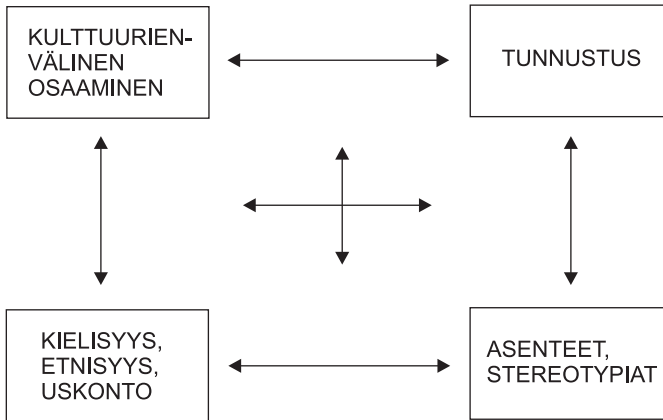 KULTTUURIEN-
VÄLINEN
OSAAMINEN
TUNNUSTUS
KIELISYYS,
ETNISYYS,
USKONTO
ASENTEET,
STEREOTYPIAT